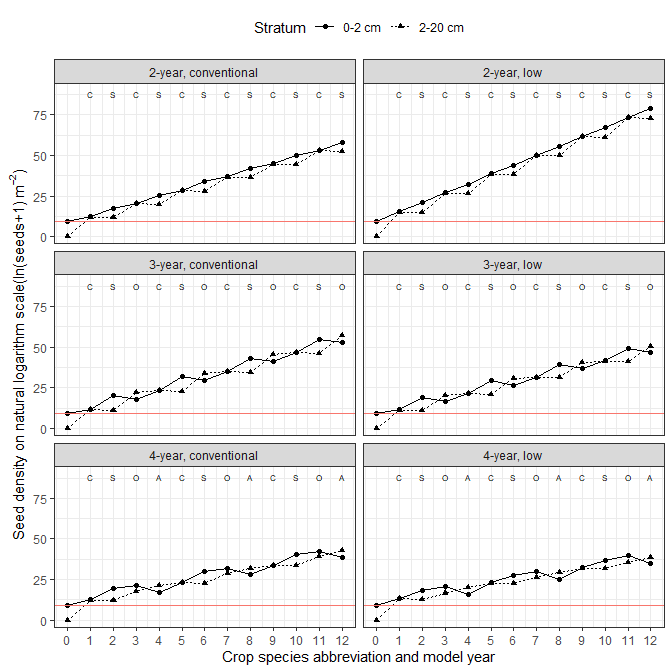 Stratum 0-2 cm 2-20 cm
2-year, conventional 2-year, low
C S C S C S C S C S C S C S C S C S C S C S C S
75
50
25
0
3-year, conventional 3-year, low
C S O C S O C S O C S O C S O C S O C S O C S O
75
50
25
0
4-year, conventional 4-year, low
C S O A C S O A C S O A C S O A C S O A C S O A
75
50
25
0
0 1 2 3 4 5 6 7 8 9 10 11 12 0 1 2 3 4 5 6 7 8 9 10 11 12
Crop species abbreviation and model year
Seed density on natural logarithm scale(ln(seeds+1) m⁻²)